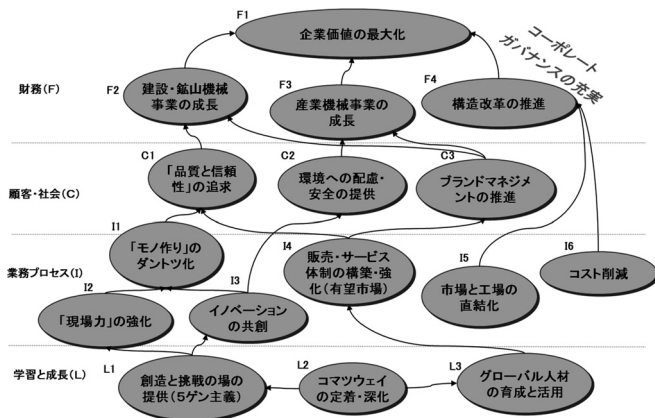 F1
企業価値の最大化
コーポレート
ガバナンスの充実
財務(F)
F2
建設・鉱山機械
事業の成長
F3
産業機械事業の
成長
F4
構造改革の推進
顧客・社会(C)
C1
「品質と信頼
性」の追求
C2
環境への配慮・
安全の提供
C3
ブランドマネジメ
ントの推進
業務プロセス(I)
I1
「モノ作り」の
ダントツ化
I2
「現場力」の強化
I3
イノベーション
の共創
I4
販売・サービス
体制の構築・強
化(有望市場)
I5
市場と工場の
直結化
I6
コスト削減
学習と成長(L)
L1
創造と挑戦の場の
提供(5ゲン主義)
L2
コマツウェイ
の定着・深化
L3
グローバル人材
の育成と活用